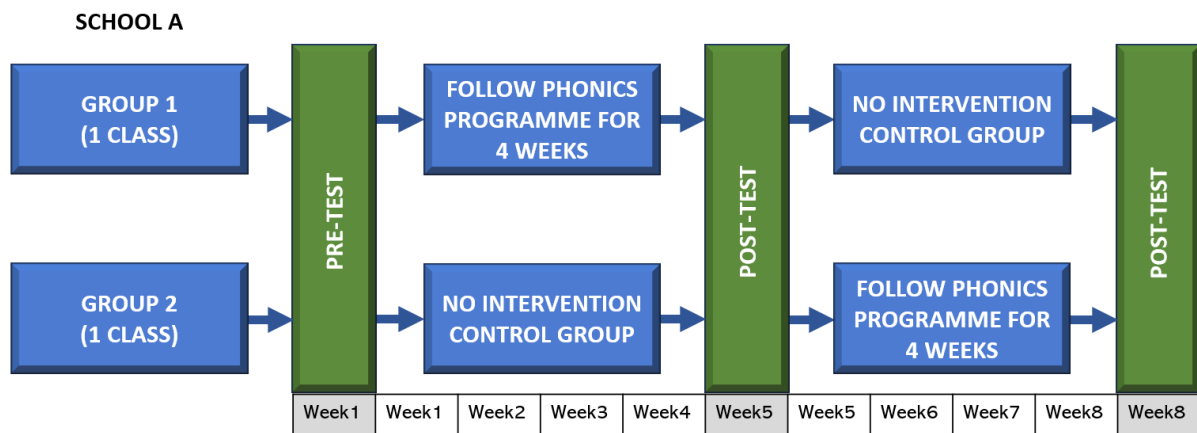 SCHOOL A
GROUP 1
(1 CLASS)
PRE-TEST
FOLLOW PHONICS
PROGRAMME FOR
4 WEEKS
POST-TEST
NO INTERVENTION
CONTROL GROUP
POST-TEST
GROUP 2
(1 CLASS)
NO INTERVENTION
CONTROL GROUP
FOLLOW PHONICS
PROGRAMME FOR
4 WEEKS
Week1 Week1 Week2 Week3 Week4 Week5 Week5 Week6 Week7 Week8 Week8